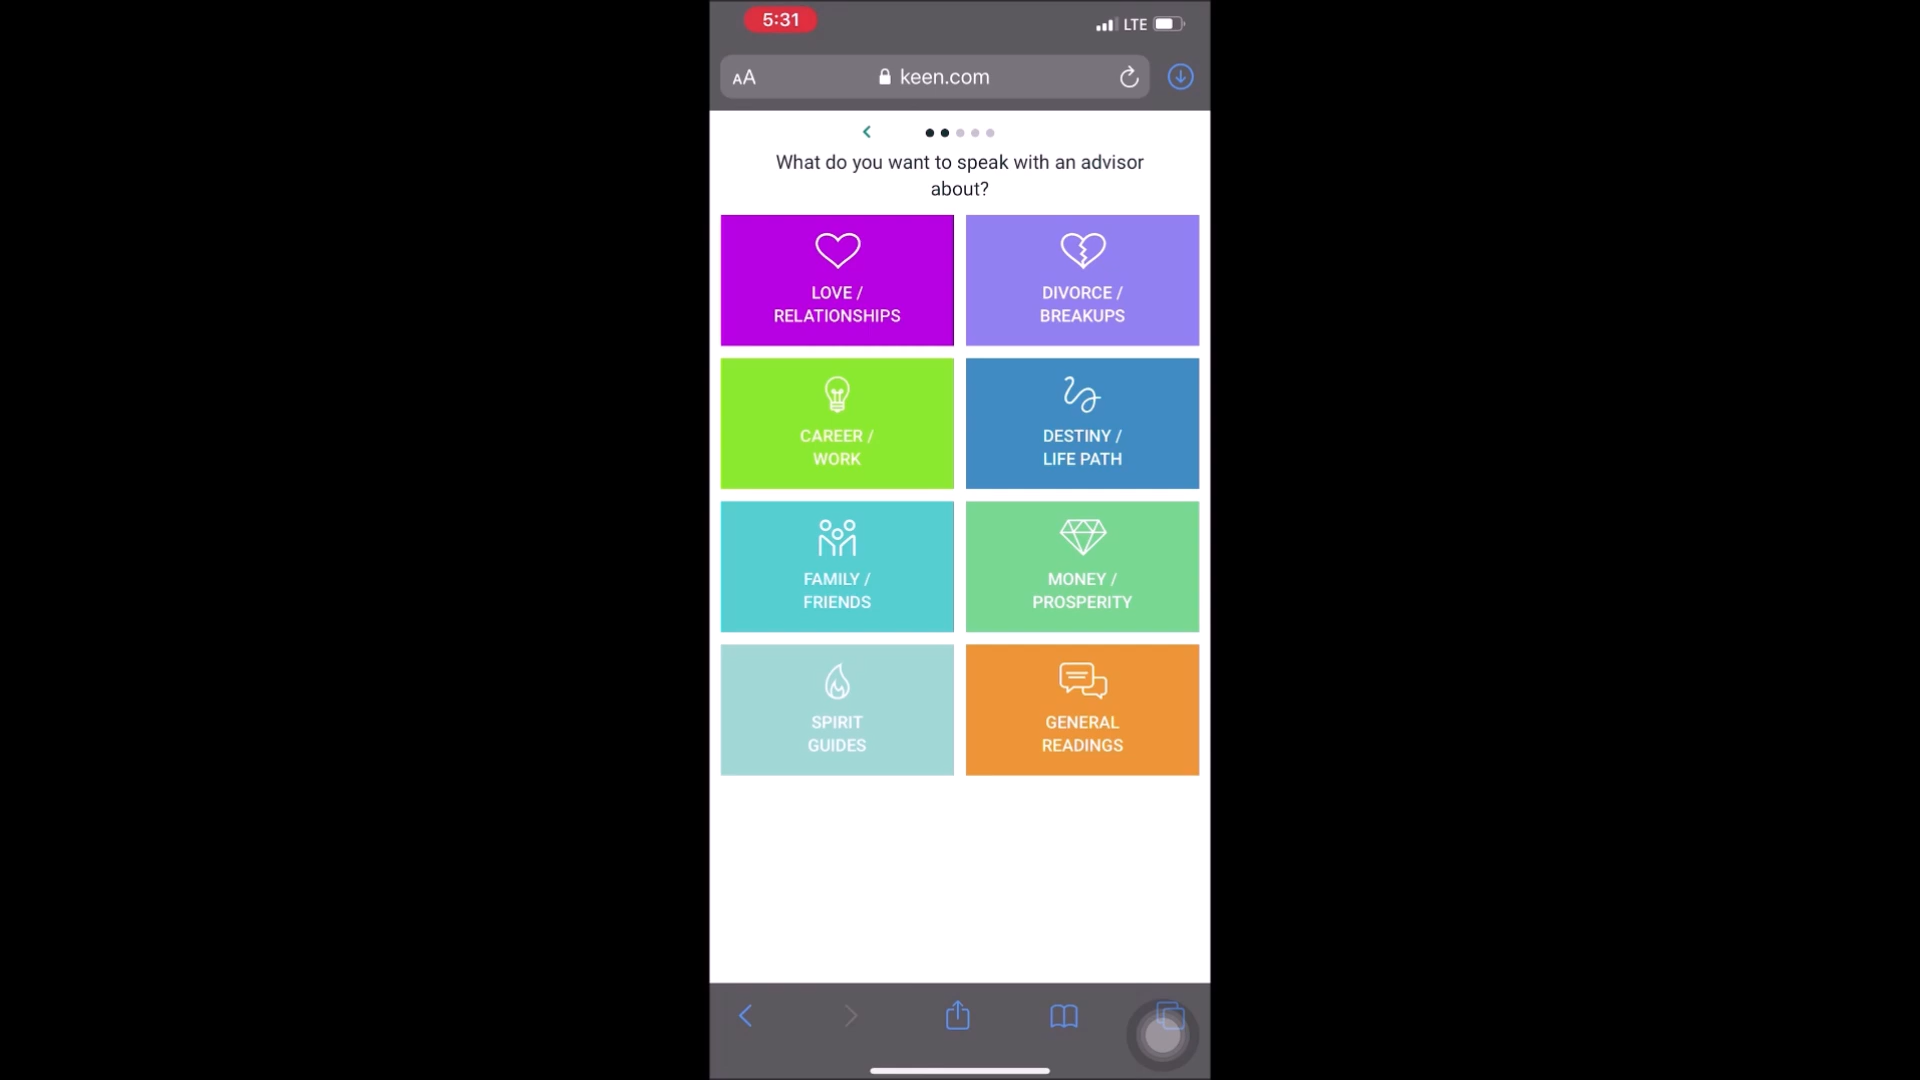 5:31
LTE
AA
keen.com
What do you want to speak with an advisor
about?
LOVE /
RELATIONSHIPS
DIVORCE /
BREAKUPS
CAREER /
WORK
DESTINY /
LIFE PATH
FAMILY /
FRIENDS
MONEY /
PROSPERITY
SPIRIT
GUIDES
GENERAL
READINGS